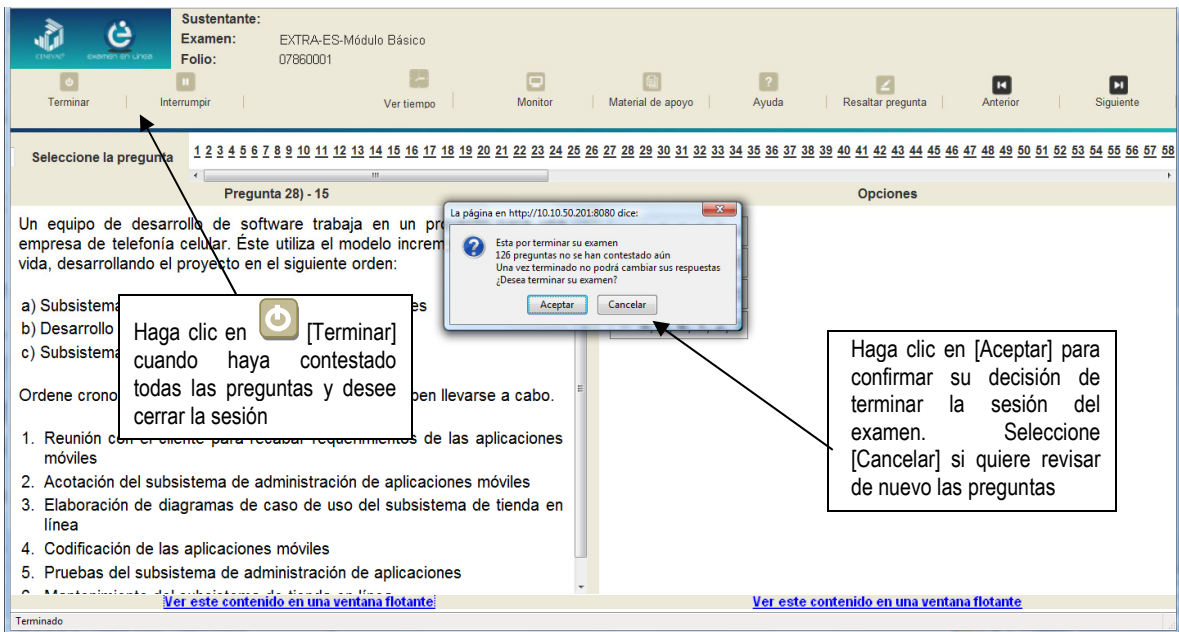 Sustentante:
Examen: EXTRA-ES-Módulo Básico
Folio: 07860001
CENEVAL®
examen en línea
Terminar
Interrumpir
Ver tiempo
Monitor
Material de apoyo
Ayuda
Resaltar pregunta
Anterior
Siguiente
Seleccione la pregunta
1 2 3 4 5 6 7 8 9 10 11 12 13 14 15 16 17 18 19 20 21 22 23 24 25 26 27 28 29 30 31 32 33 34 35 36 37 38 39 40 41 42 43 44 45 46 47 48 49 50 51 52 53 54 55 56 57 58
Pregunta 28) - 15
Opciones
Un equipo de desarrollo de software trabaja en un
empresa de telefonía celular. Éste utiliza el modelo
vida, desarrollando el proyecto en el siguiente orden:
a) Subsistema
b) Desarrollo
c) Subsistema
Ordene ben llevarse a cabo.
1. Reunión con el cliente para recabar requerimientos de las aplicaciones
móviles
2. Acotación del subsistema de administración de aplicaciones móviles
3. Elaboración de diagramas de caso de uso del subsistema de tienda en
línea
4. Codificación de las aplicaciones móviles
5. Pruebas del subsistema de administración de aplicaciones
La página en http://10.10.50.201:8080 dice:
Esta por terminar su examen
126 preguntas no se han contestado aún
Una vez terminado no podrá cambiar sus respuestas
¿Desea terminar su examen?
Aceptar
Cancelar
Haga clic en [Terminar]
cuando haya contestado
todas las preguntas y desee
cerrar la sesión
Haga clic en [Aceptar] para
confirmar su decisión de
terminar la sesión del
examen. Seleccione
[Cancelar] si quiere revisar
de nuevo las preguntas
Ver este contenido en una ventana flotante
Ver este contenido en una ventana flotante
Terminado